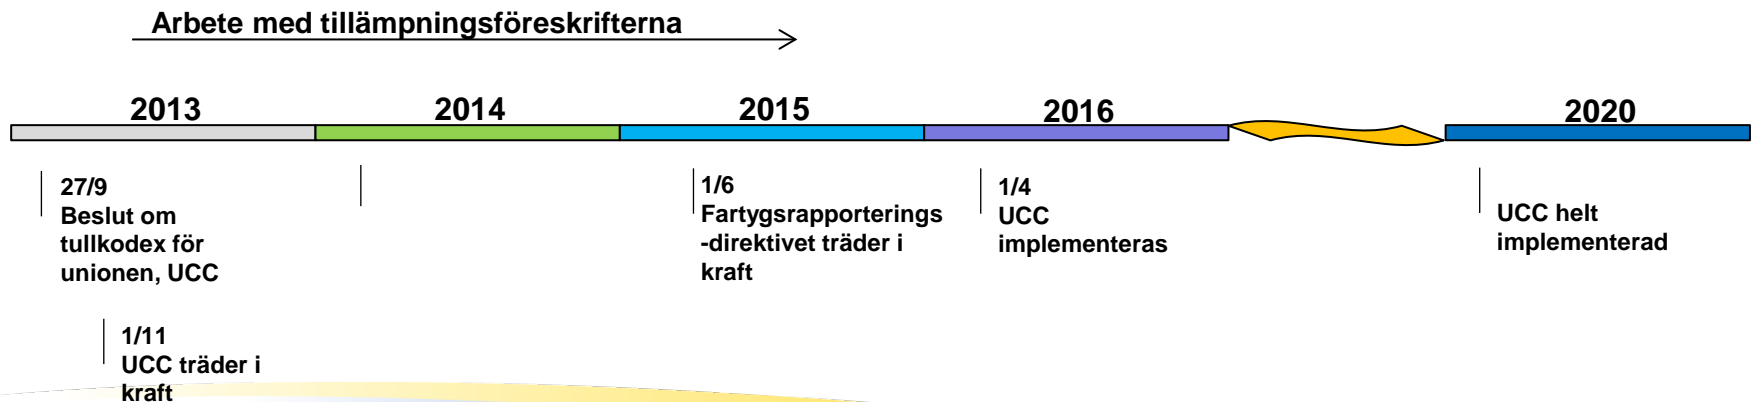 Arbete med tillämpningsföreskrifterna
2013
2014
2015
2016
2020
27/9
Beslut om
tullkodex för
unionen, UCC
1/11
UCC träder i
kraft
1/6
Fartygsrapporterings
-direktivet träder i
kraft
1/4
UCC
implementeras
UCC helt
implementerad